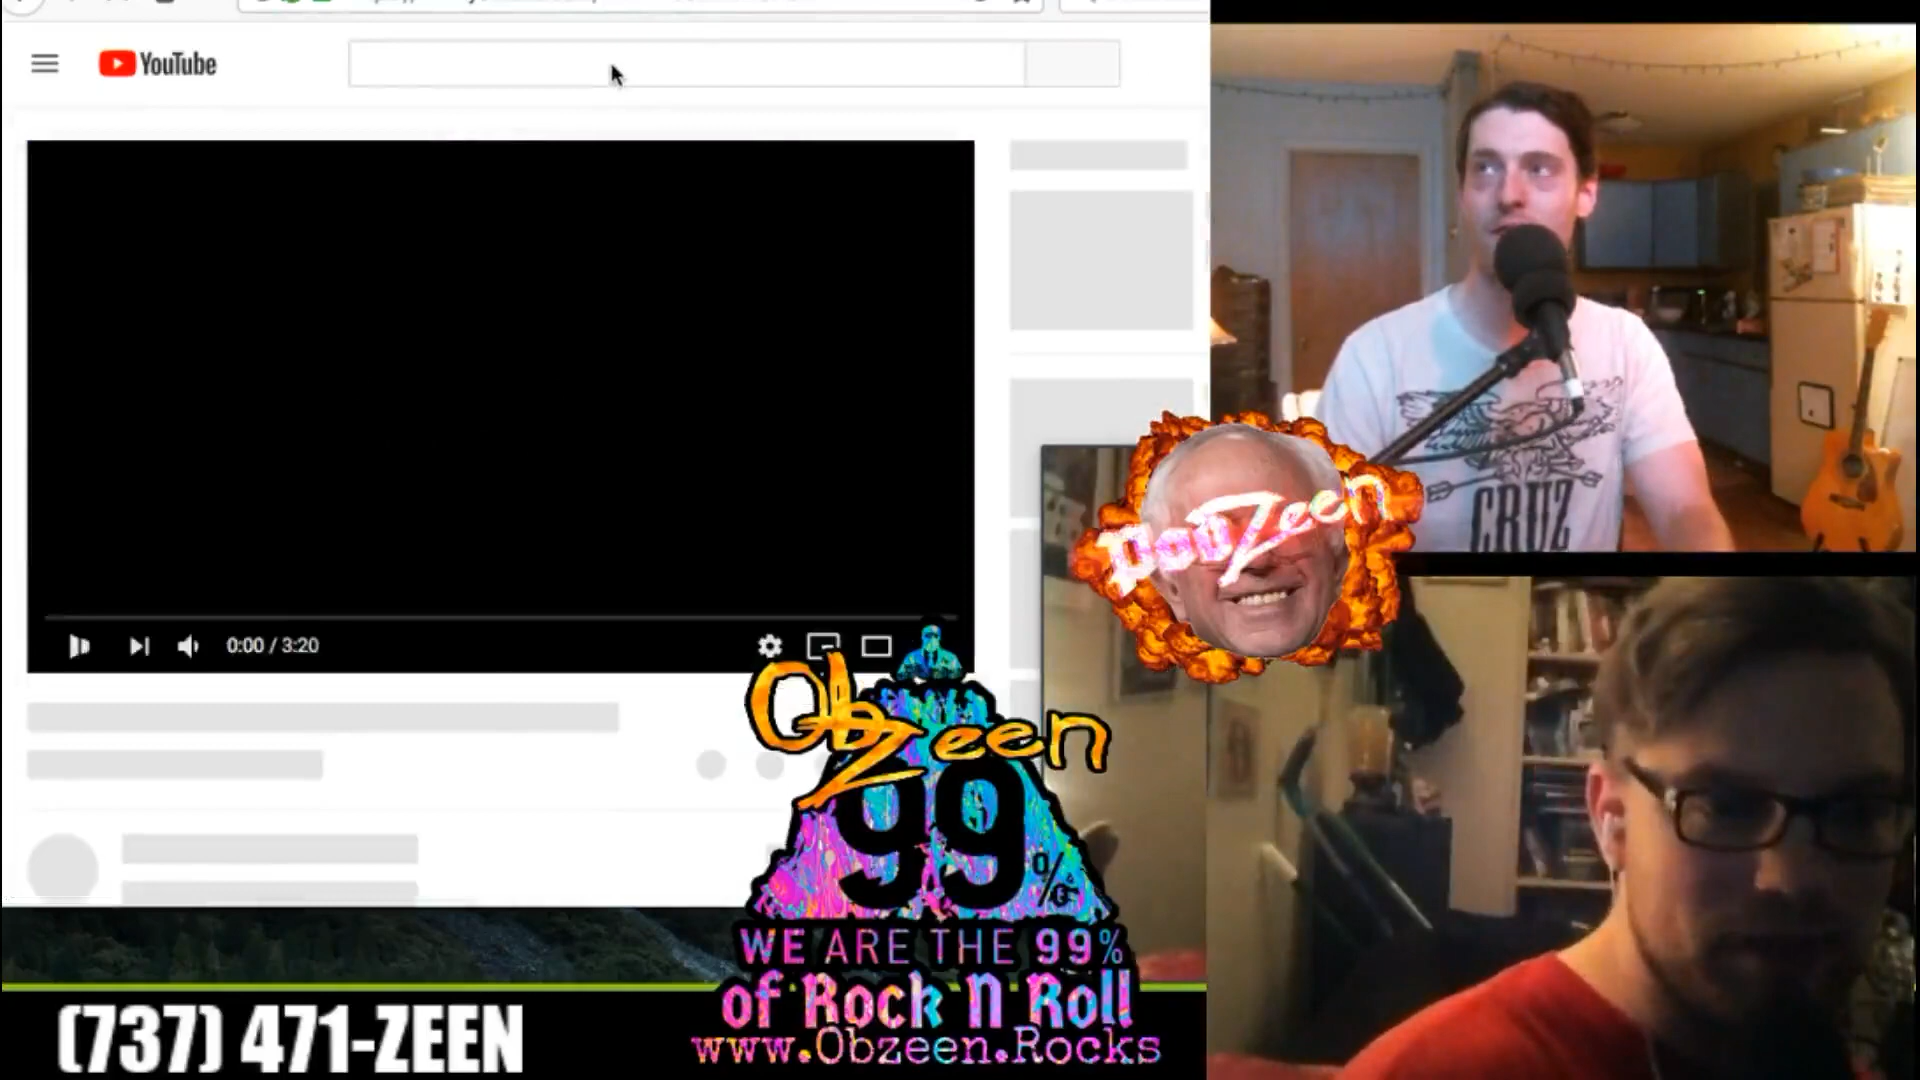 YouTube
0:00 / 3:20
CRUZ
PodZeen
ObZeen
99%
WE ARE THE 99%
of Rock N Roll
www.Obzeen.Rocks
(737) 471-ZEEN